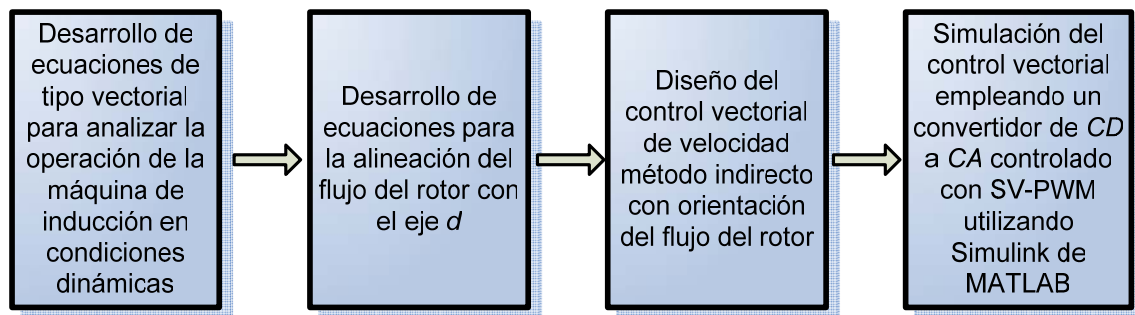 Desarrollo de
ecuaciones de
tipo vectorial
para analizar la
operación de la
máquina de
inducción en
condiciones
dinámicas
Desarrollo de
ecuaciones para
la alineación del
flujo del rotor con
el eje d
Diseño del
control vectorial
de velocidad
método indirecto
con orientación
del flujo del rotor
Simulación del
control vectorial
empleando un
convertidor de CD
a CA controlado
con SV-PWM
utilizando
Simulink de
MATLAB